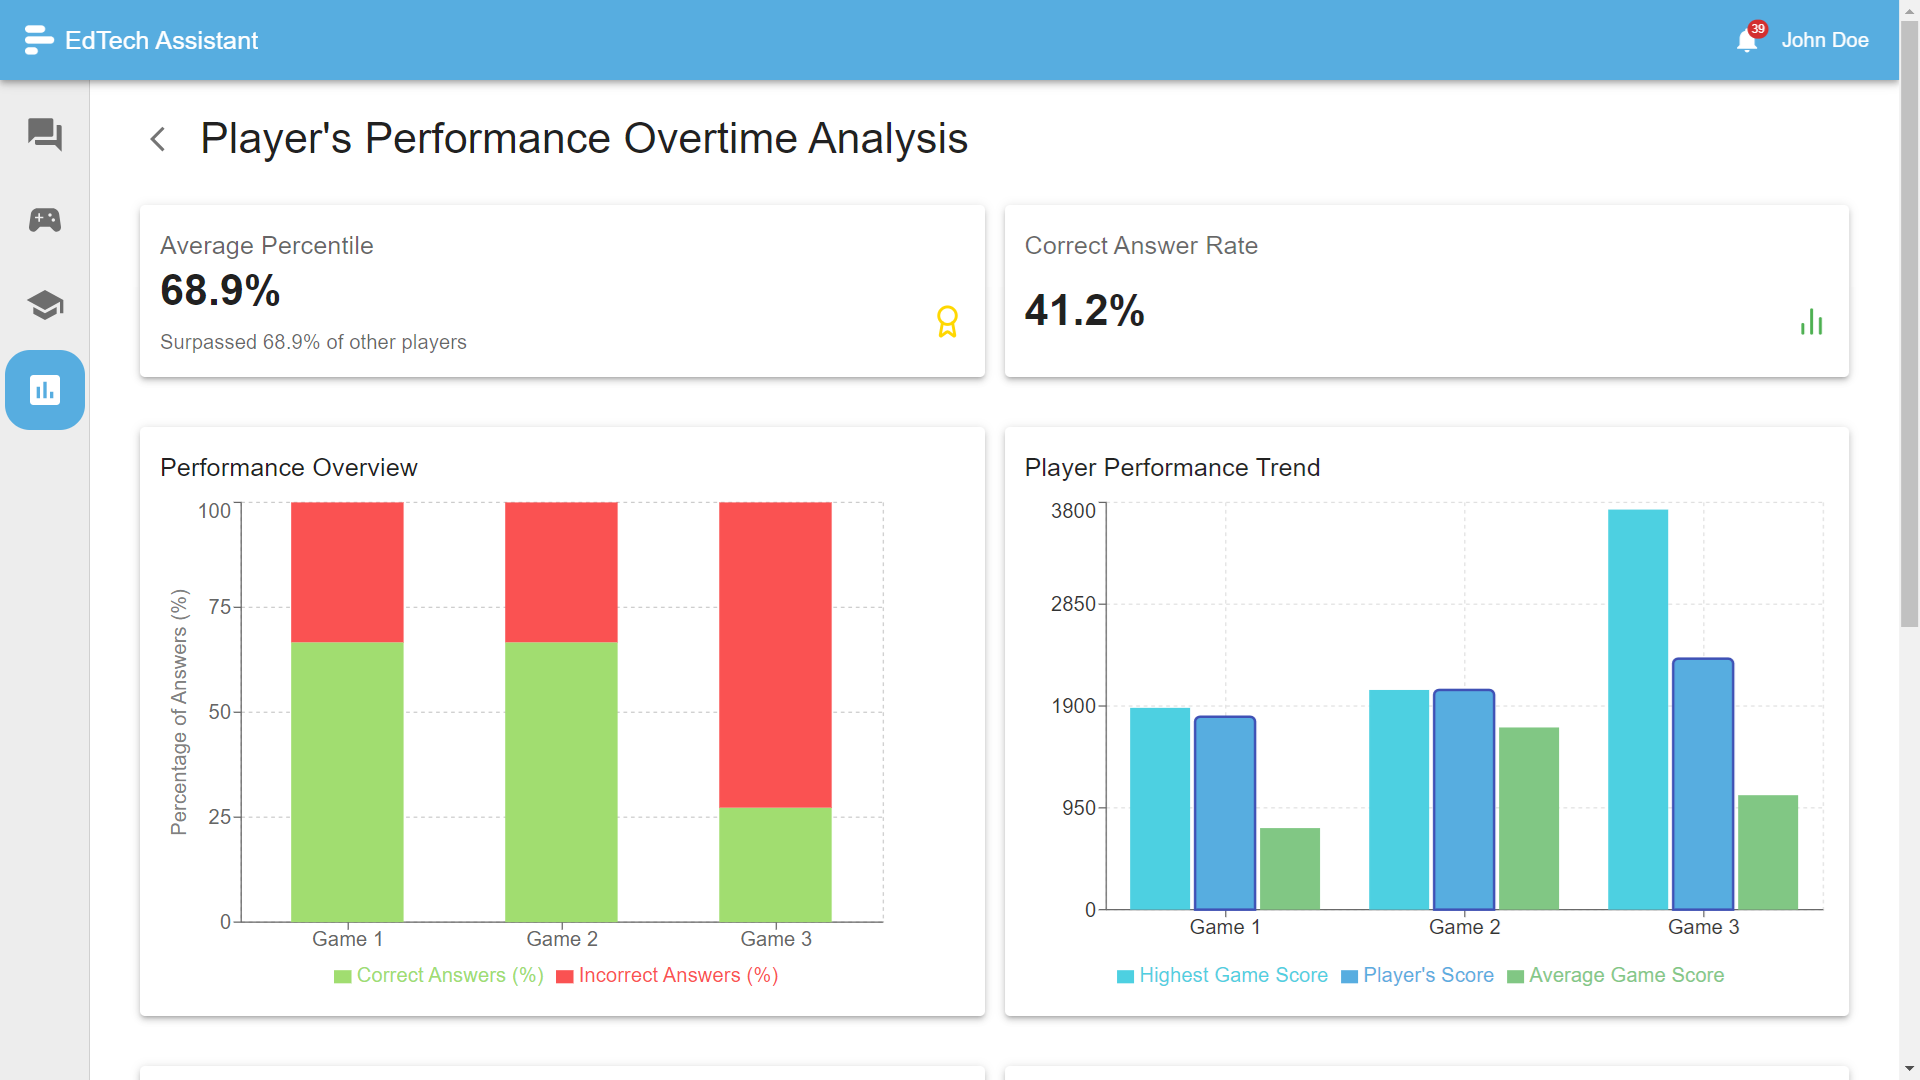 EdTech Assistant
39
John Doe
Player's Performance Overtime Analysis
Average Percentile
68.9%
Surpassed 68.9% of other players
Correct Answer Rate
41.2%
Performance Overview
100
75
50
25
0
Percentage of Answers (%)
Game 1 Game 2 Game 3
Correct Answers (%) Incorrect Answers (%)
Player Performance Trend
3800
2850
1900
950
0
Game 1 Game 2 Game 3
Highest Game Score Player's Score Average Game Score